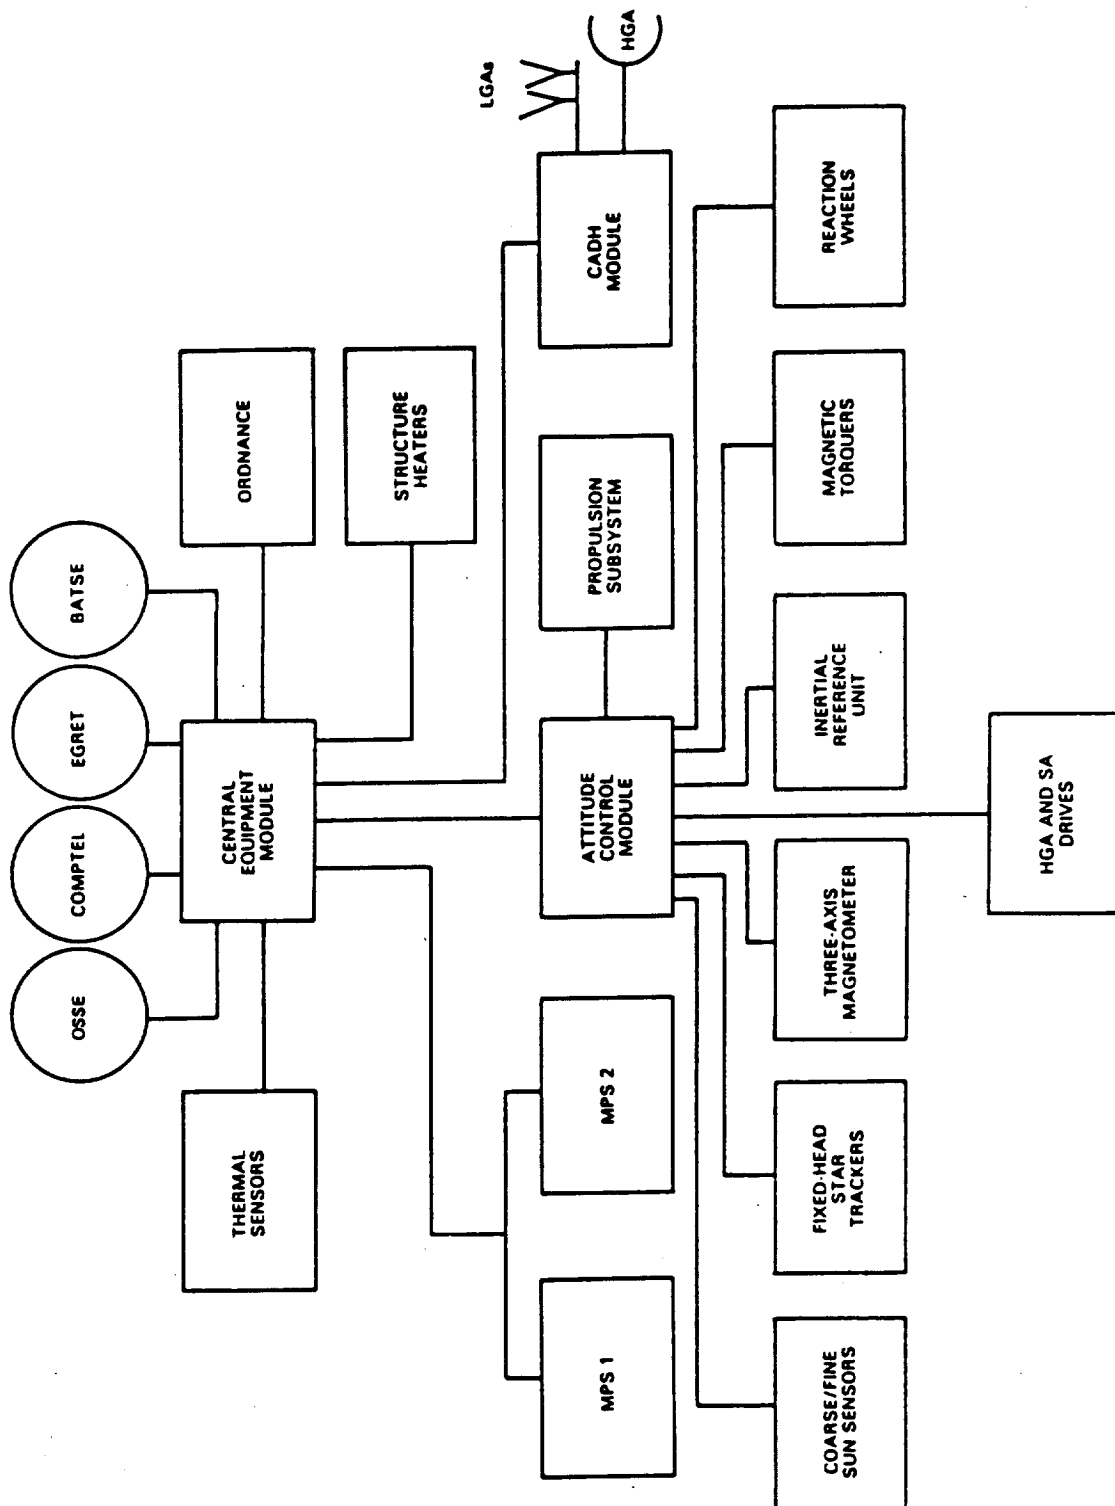 OSSE
COMPTEL
EGRET
BATSE
THERMAL
SENSORS
CENTRAL
EQUIPMENT
MODULE
ORDNANCE
STRUCTURE
HEATERS
LGAs
HGA
MPS 1
MPS 2
ATTITUDE
CONTROL
MODULE
PROPULSION
SUBSYSTEM
CADH
MODULE
COARSE/FINE
SUN SENSORS
FIXED-HEAD
STAR
TRACKERS
THREE-AXIS
MAGNETOMETER
INERTIAL
REFERENCE
UNIT
MAGNETIC
TORQUERS
REACTION
WHEELS
HGA AND SA
DRIVES